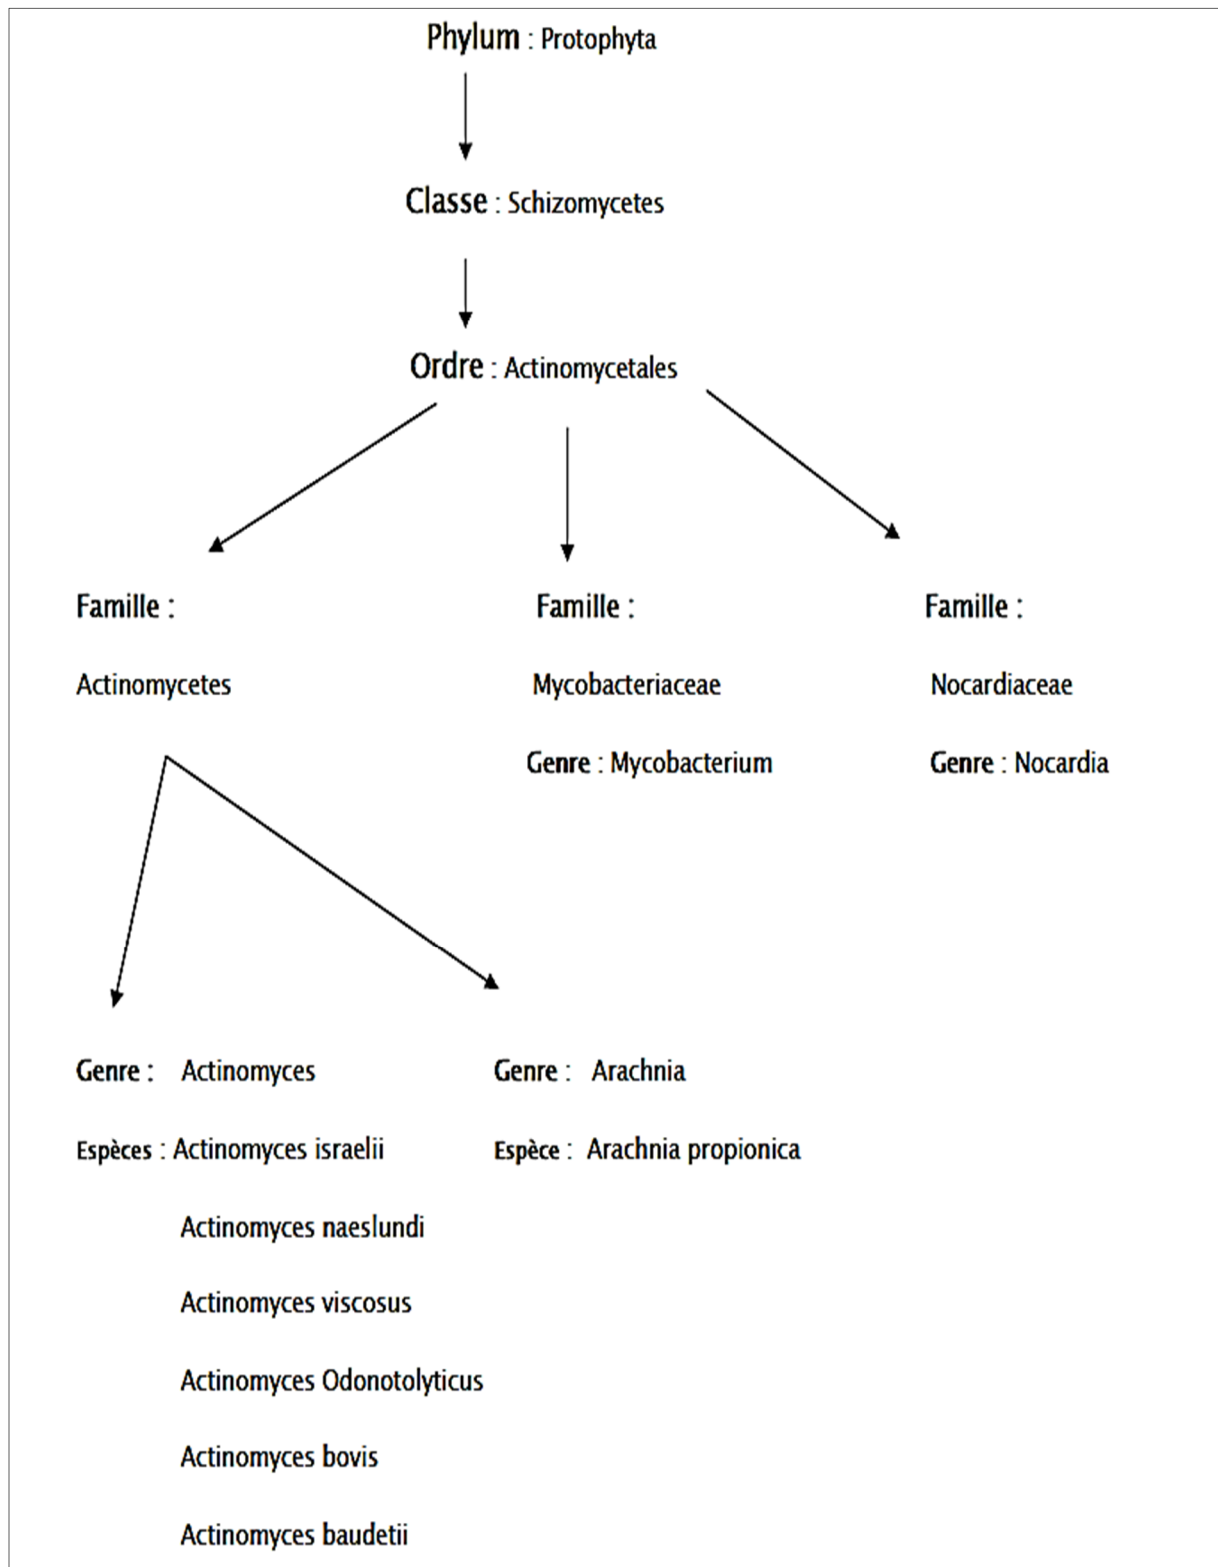 Phylum : Protophyta
Classe : Schizomycetes
Ordre : Actinomycetales
Famille :
Famille :
Famille :
Actinomycetes
Mycobacteriaceae
Nocardiaceae
Genre : Mycobacterium
Genre : Nocardia
Genre : Actinomyces
Genre : Arachnia
Espèces : Actinomyces israelii
Espèce : Arachnia propionica
Actinomyces naeslundi
Actinomyces viscosus
Actinomyces Odonotolyticus
Actinomyces bovis
Actinomyces baudetii